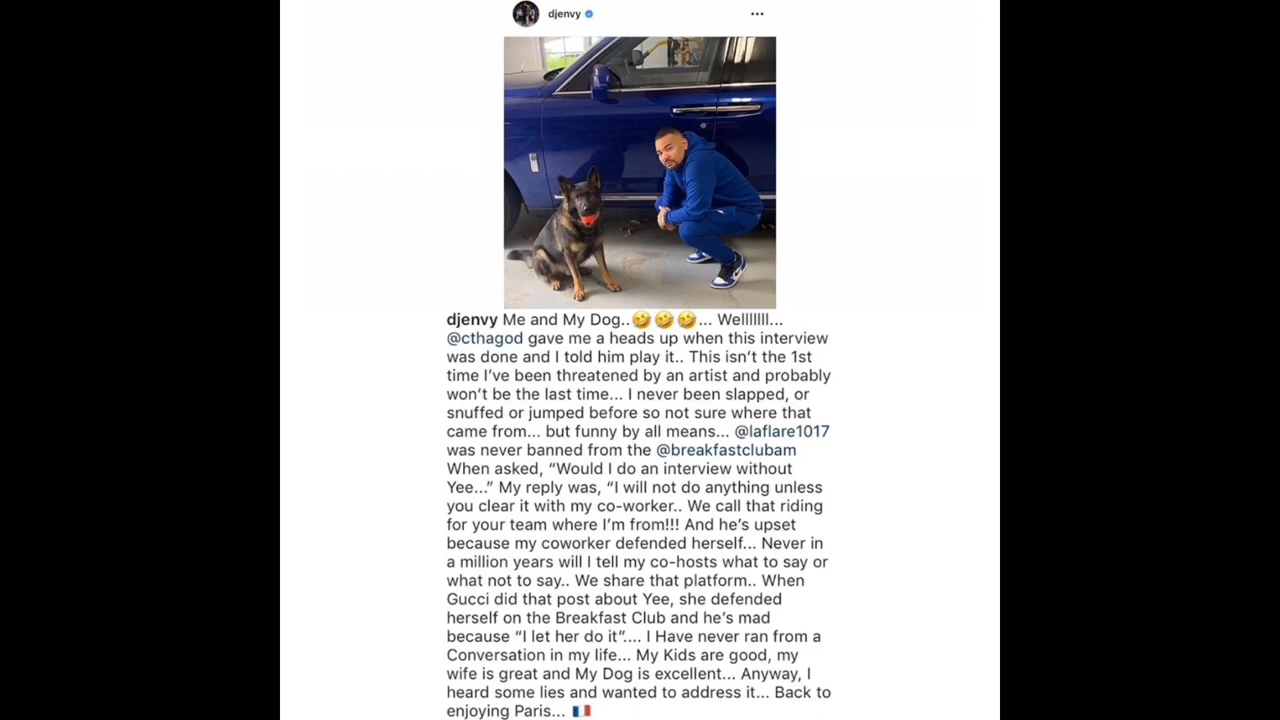 djenvy
djenvy Me and My Dog..🤣🤣🤣... Welllllll...
@cthagod gave me a heads up when this interview
was done and I told him play it.. This isn’t the 1st
time I’ve been threatened by an artist and probably
won’t be the last time... I never been slapped, or
snuffed or jumped before so not sure where that
came from... but funny by all means... @laflare1017
was never banned from the @breakfastclubam
When asked, “Would I do an interview without
Yee...” My reply was, “I will not do anything unless
you clear it with my co-worker.. We call that riding
for your team where I’m from!!! And he’s upset
because my coworker defended herself... Never in
a million years will I tell my co-hosts what to say or
what not to say.. We share that platform.. When
Gucci did that post about Yee, she defended
herself on the Breakfast Club and he’s mad
because “I let her do it”.... I Have never ran from a
Conversation in my life... My Kids are good, my
wife is great and My Dog is excellent... Anyway, I
heard some lies and wanted to address it... Back to
enjoying Paris... 🇫🇷